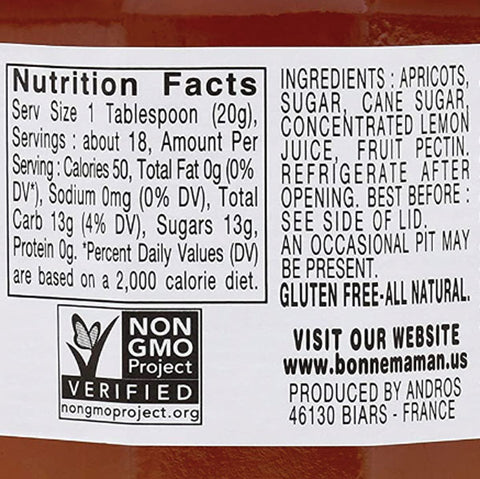 Nutrition Facts
Serv Size 1 Tablespoon (20g),
Servings : about 18, Amount Per
Serving : Calories 50, Total Fat 0g (0%
DV*), Sodium 0mg (0% DV), Total
Carb 13g (4% DV), Sugars 13g,
Protein 0g. *Percent Daily Values (DV)
are based on a 2,000 calorie diet.
NON
GMO
Project
VERIFIED
nongmoproject.org
INGREDIENTS : APRICOTS,
SUGAR, CANE SUGAR,
CONCENTRATED LEMON
JUICE, FRUIT PECTIN.
REFRIGERATE AFTER
OPENING. BEST BEFORE :
SEE SIDE OF LID.
AN OCCASIONAL PIT MAY
BE PRESENT.
GLUTEN FREE-ALL NATURAL.
VISIT OUR WEBSITE
www.bonnemaman.us
PRODUCED BY ANDROS
46130 BIARS - FRANCE